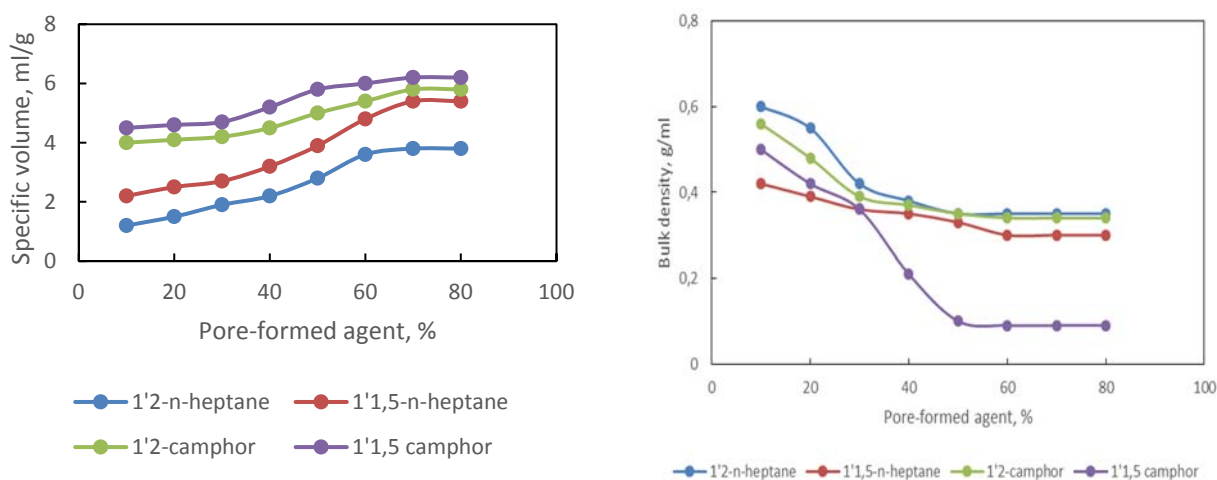 Specific volume, ml/g
8
6
4
2
0
0 20 40 60 80 100
Pore-formed agent, %
1'2-n-heptane 1'1,5-n-heptane
1'2-camphor 1'1,5 camphor
Bulk density, g/ml
0,8
0,6
0,4
0,2
0
0 20 40 60 80 100
Pore-formed agent, %
1'2-n-heptane 1'1,5-n-heptane 1'2-camphor 1'1,5 camphor